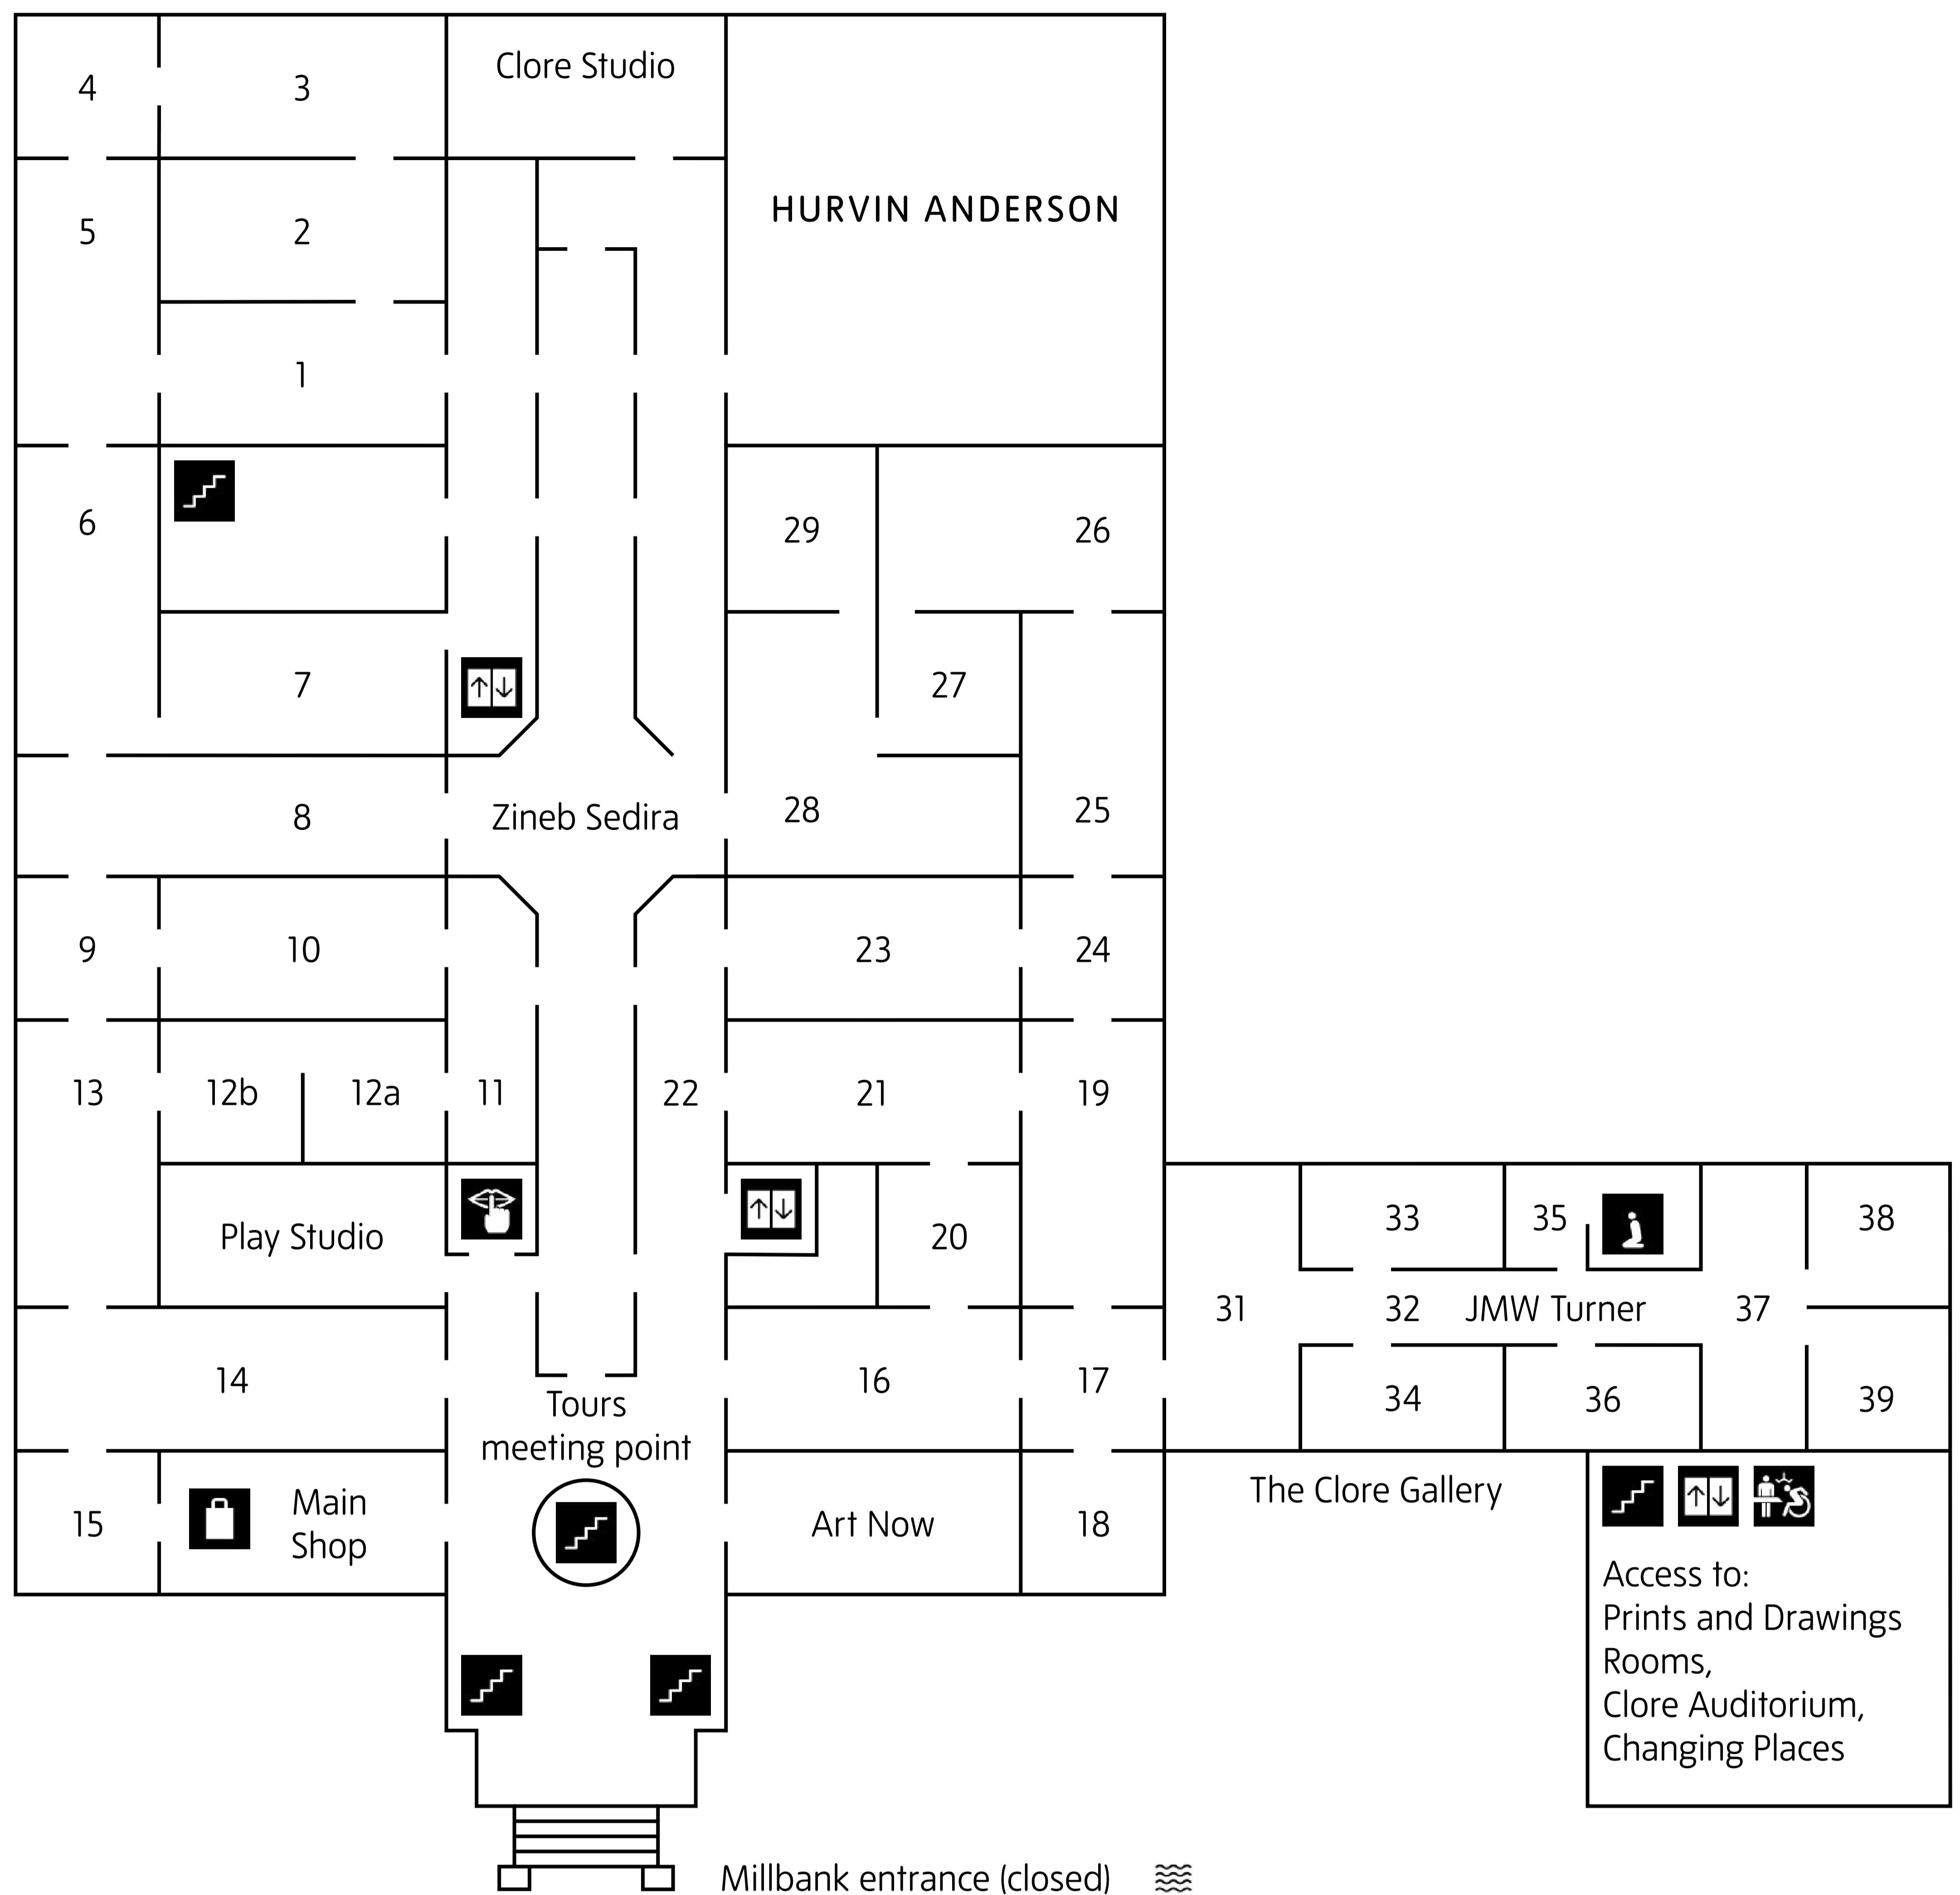 4
3
Clore Studio
HURVIN ANDERSON
5
2
1
6
29
26
7
27
8
Zineb Sedira
28
25
9
10
23
24
13
12b
12a
11
22
21
19
Play Studio
20
33
35
38
31
32
JMW Turner
37
14
16
17
34
36
39
Tours
meeting point
15
Main
Shop
Art Now
18
The Clore Gallery
Access to:
Prints and Drawings
Rooms,
Clore Auditorium,
Changing Places
Millbank entrance (closed)